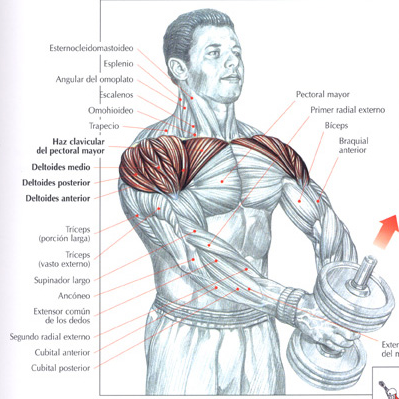 Esternocleidomastoideo
Esplenio
Angular del omoplato
Escalenos
Omohioideo
Trapecio
Haz clavicular
del pectoral mayor
Deltoides medio
Deltoides posterior
Deltoides anterior
Tríceps
(porción larga)
Tríceps
(vasto externo)
Supinador largo
Ancóneo
Extensor común
de los dedos
Segundo radial externo
Cubital anterior
Cubital posterior
Pectoral mayor
Primer radial externo
Bíceps
Braquial
anterior